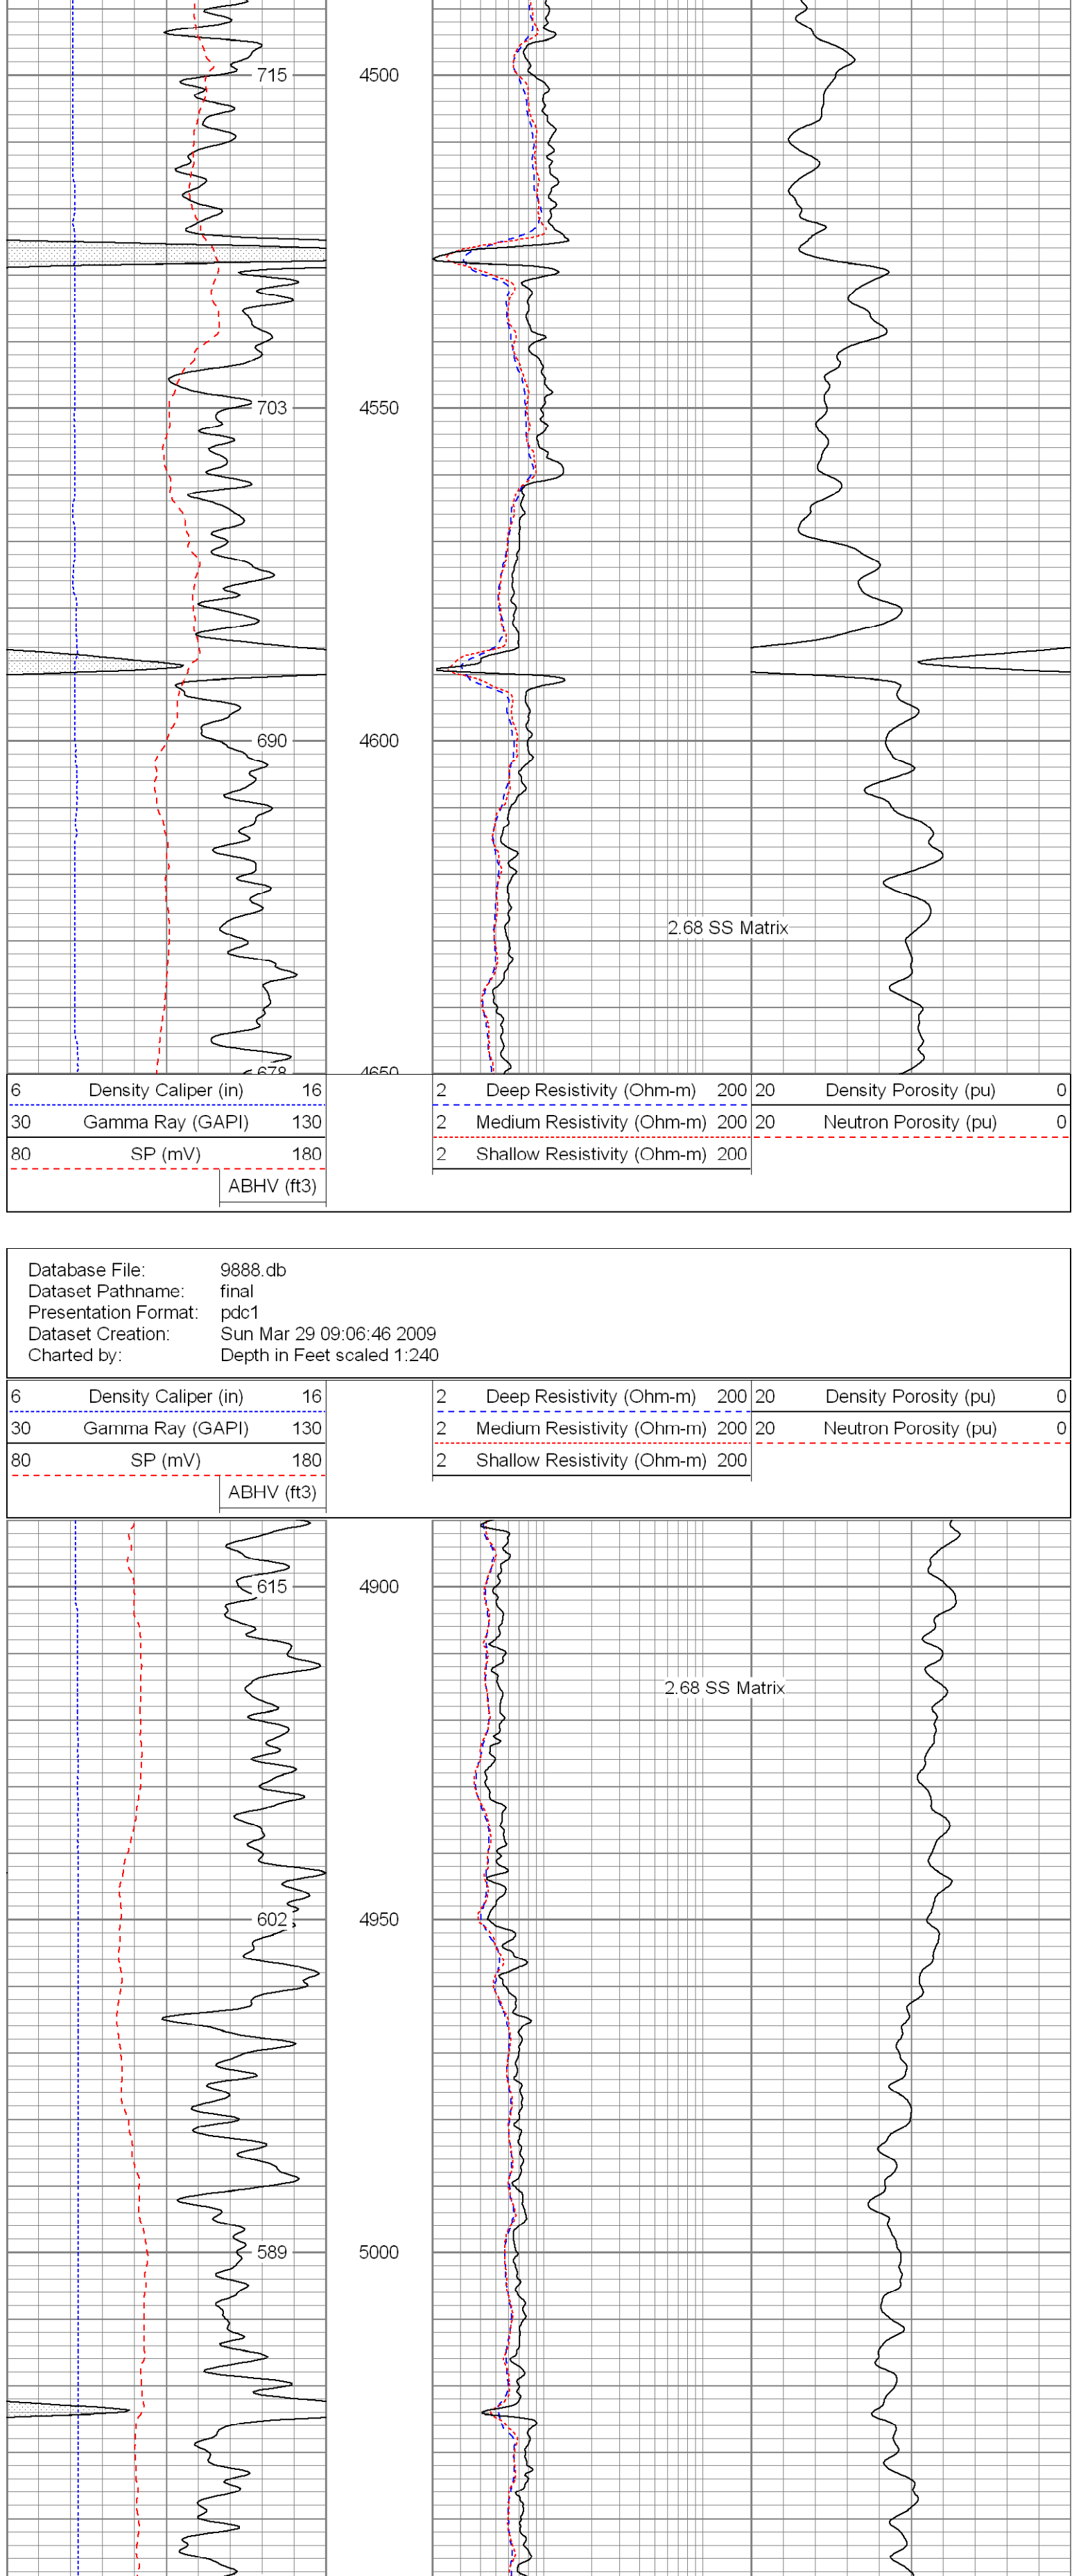 715 4500
703 4550
690 4600
2.68 SS Matrix
678 4650
6 Density Caliper (in) 16 2 Deep Resistivity (Ohm-m) 200 20 Density Porosity (pu) 0
30 Gamma Ray (GAPI) 130 2 Medium Resistivity (Ohm-m) 200 20 Neutron Porosity (pu) 0
80 SP (mV) 180 2 Shallow Resistivity (Ohm-m) 200
ABHV (ft3)
Database File: 9888.db
Dataset Pathname: final
Presentation Format: pdc1
Dataset Creation: Sun Mar 29 09:06:46 2009
Charted by: Depth in Feet scaled 1:240
6 Density Caliper (in) 16 2 Deep Resistivity (Ohm-m) 200 20 Density Porosity (pu) 0
30 Gamma Ray (GAPI) 130 2 Medium Resistivity (Ohm-m) 200 20 Neutron Porosity (pu) 0
80 SP (mV) 180 2 Shallow Resistivity (Ohm-m) 200
ABHV (ft3)
615 4900
2.68 SS Matrix
602 4950
589 5000